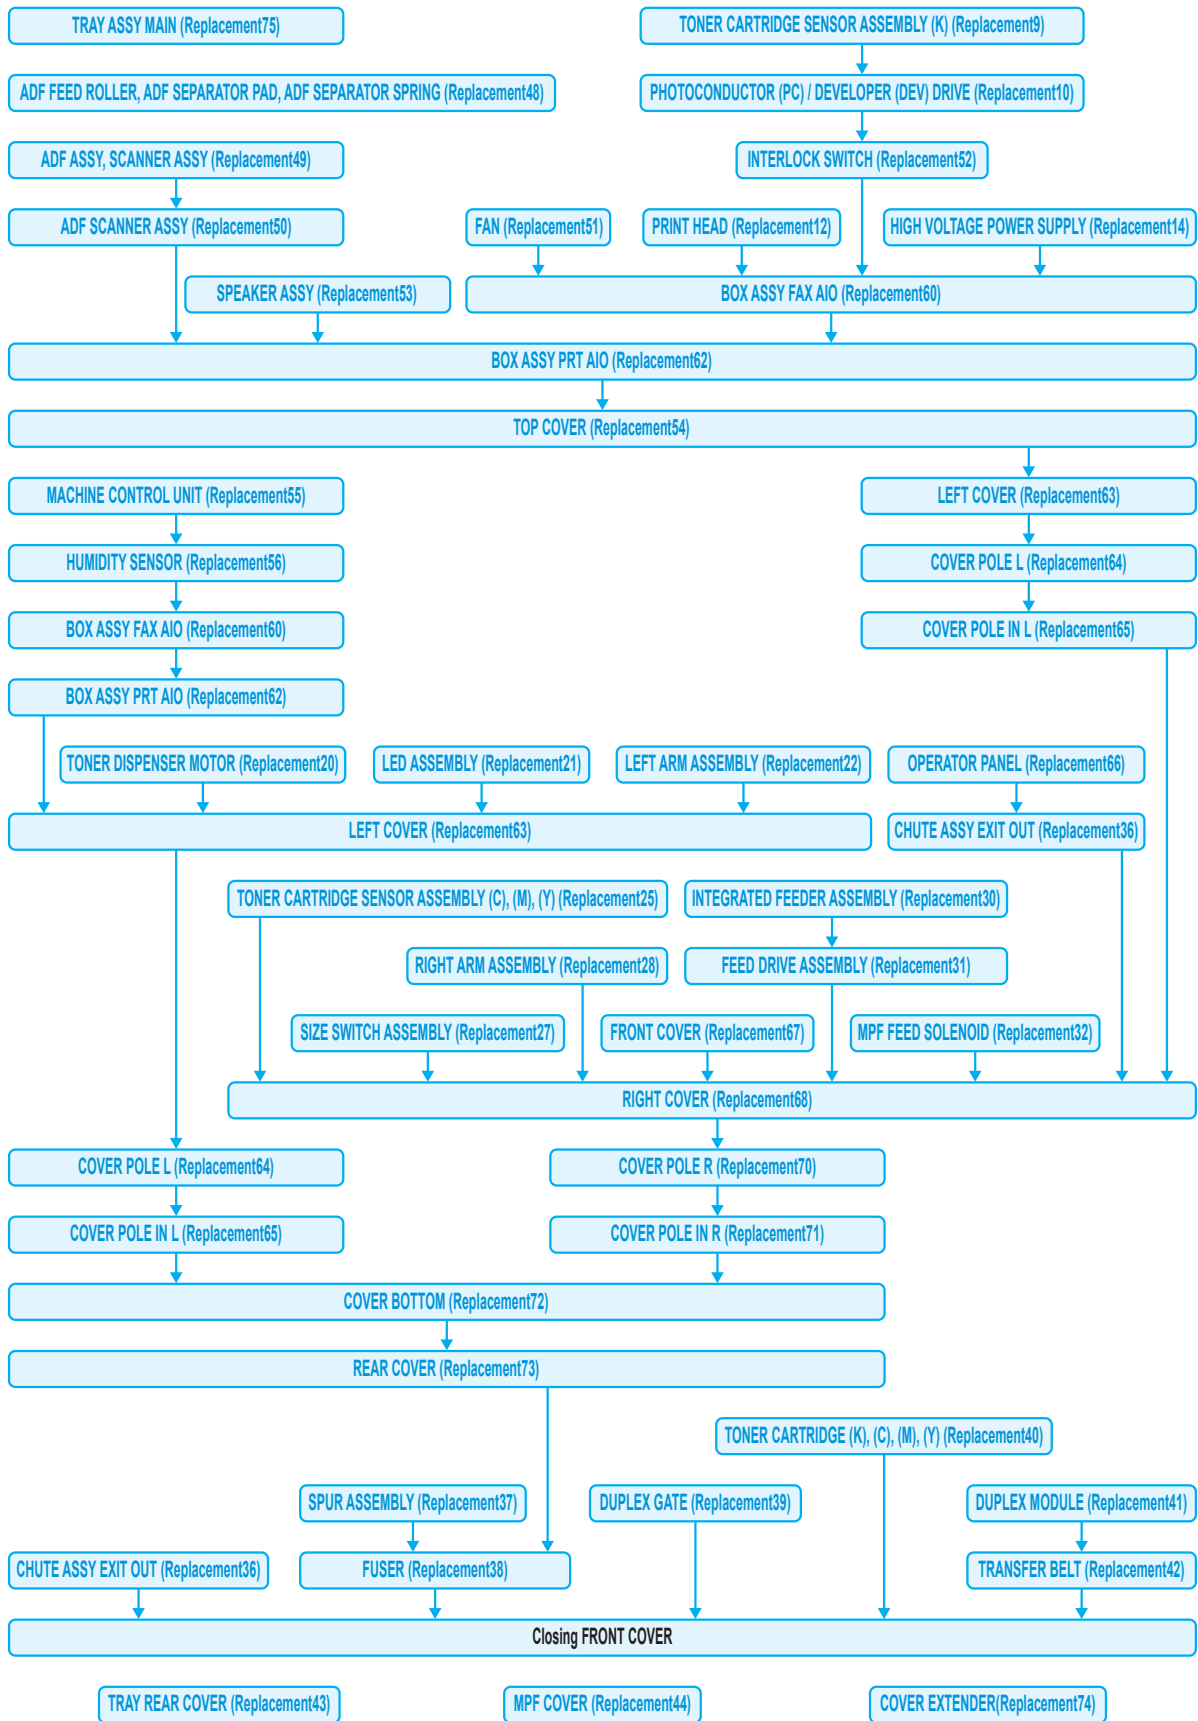 TRAY ASSY MAIN (Replacement75)
TONER CARTRIDGE SENSOR ASSEMBLY (K) (Replacement9)
ADF FEED ROLLER, ADF SEPARATOR PAD, ADF SEPARATOR SPRING (Replacement48)
PHOTOCONDUCTOR (PC) / DEVELOPER (DEV) DRIVE (Replacement10)
ADF ASSY, SCANNER ASSY (Replacement49)
INTERLOCK SWITCH (Replacement52)
ADF SCANNER ASSY (Replacement50)
FAN (Replacement51)
PRINT HEAD (Replacement12)
HIGH VOLTAGE POWER SUPPLY (Replacement14)
SPEAKER ASSY (Replacement53)
BOX ASSY FAX AIO (Replacement60)
BOX ASSY PRT AIO (Replacement62)
TOP COVER (Replacement54)
MACHINE CONTROL UNIT (Replacement55)
LEFT COVER (Replacement63)
HUMIDITY SENSOR (Replacement56)
COVER POLE L (Replacement64)
BOX ASSY FAX AIO (Replacement60)
COVER POLE IN L (Replacement65)
BOX ASSY PRT AIO (Replacement62)
TONER DISPENSER MOTOR (Replacement20)
LED ASSEMBLY (Replacement21)
LEFT ARM ASSEMBLY (Replacement22)
OPERATOR PANEL (Replacement66)
LEFT COVER (Replacement63)
CHUTE ASSY EXIT OUT (Replacement36)
TONER CARTRIDGE SENSOR ASSEMBLY (C), (M), (Y) (Replacement25)
INTEGRATED FEEDER ASSEMBLY (Replacement30)
RIGHT ARM ASSEMBLY (Replacement28)
FEED DRIVE ASSEMBLY (Replacement31)
SIZE SWITCH ASSEMBLY (Replacement27)
FRONT COVER (Replacement67)
MPF FEED SOLENOID (Replacement32)
RIGHT COVER (Replacement68)
COVER POLE L (Replacement64)
COVER POLE R (Replacement70)
COVER POLE IN L (Replacement65)
COVER POLE IN R (Replacement71)
COVER BOTTOM (Replacement72)
REAR COVER (Replacement73)
TONER CARTRIDGE (K), (C), (M), (Y) (Replacement40)
SPUR ASSEMBLY (Replacement37)
DUPLEX GATE (Replacement39)
DUPLEX MODULE (Replacement41)
CHUTE ASSY EXIT OUT (Replacement36)
FUSER (Replacement38)
TRANSFER BELT (Replacement42)
Closing FRONT COVER
TRAY REAR COVER (Replacement43)
MPF COVER (Replacement44)
COVER EXTENDER(Replacement74)